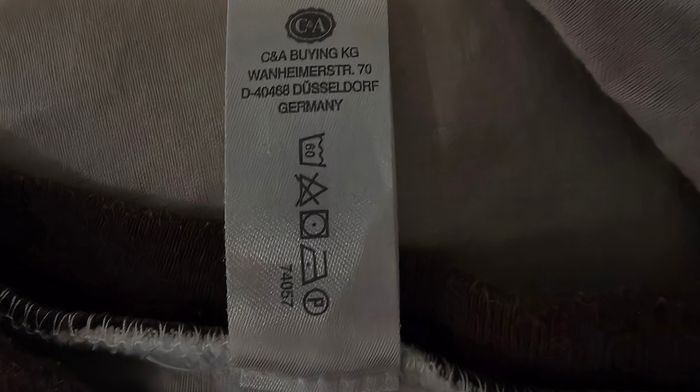 C&A
C&A BUYING KG
WANHEIMERSTR. 70
D-40468 DÜSSELDORF
GERMANY
60
P
74057